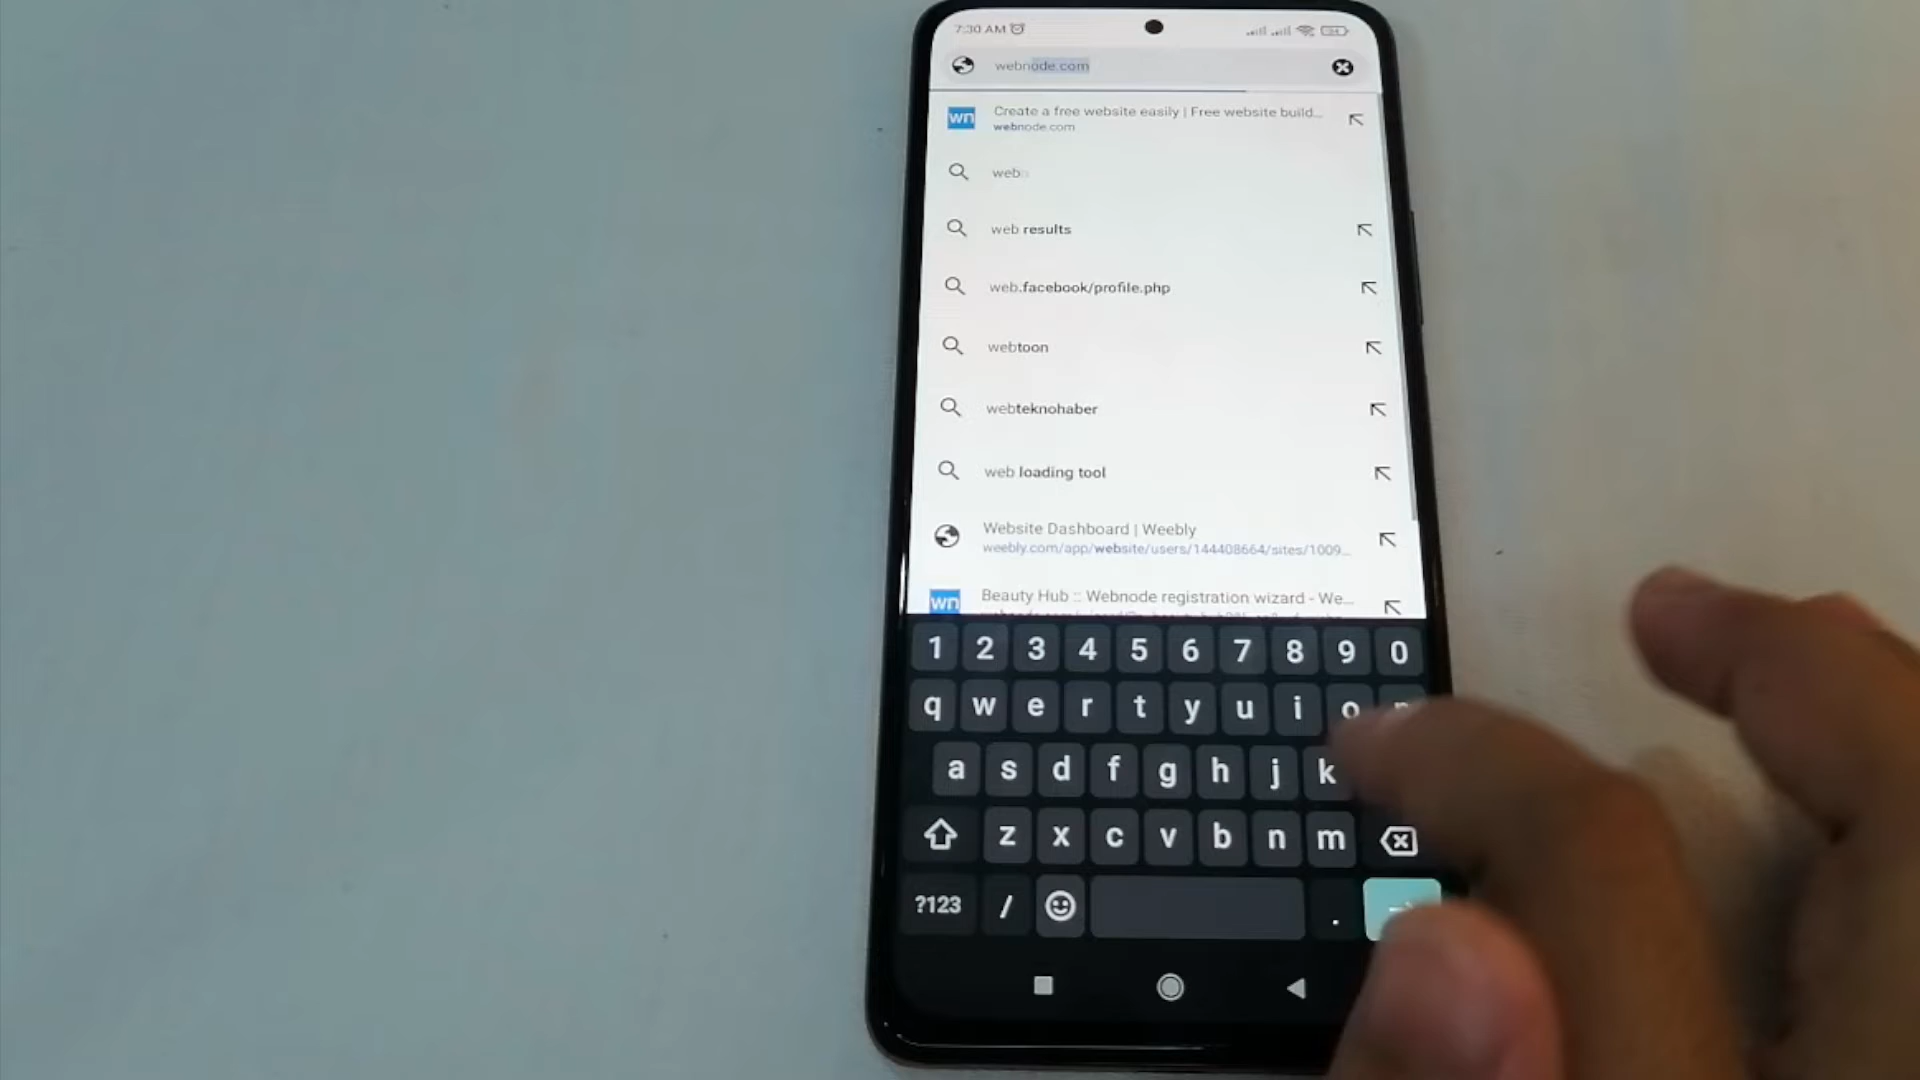 7:30 AM
webnode.com
wn
Create a free website easily | Free website build...
webnode.com
web
web results
web.facebook/profile.php
webtoon
webteknohaber
web loading tool
Website Dashboard | Weebly
weebly.com/app/website/users/144408664/sites/1009...
wn
Beauty Hub :: Webnode registration wizard - We...
1 2 3 4 5 6 7 8 9 0
q w e r t y u i o
a s d f g h j k
z x c v b n m
?123 / .